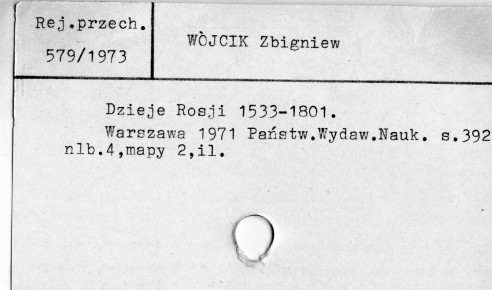 Rej.przech.
579/1973
WÒJCIK Zbigniew
Dzieje Rosji 1533-1801.
Warszawa 1971 Państw.Wydaw.Nauk. s.392
nlb.4,mapy 2,il.